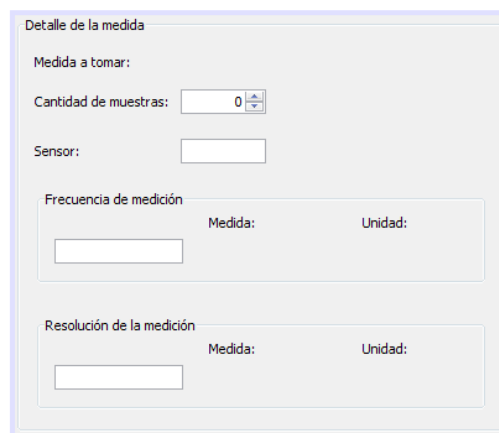 Detalle de la medida
Medida a tomar:
Cantidad de muestras: 0
Sensor:
Frecuencia de medición
Medida: Unidad:
Resolución de la medición
Medida: Unidad: